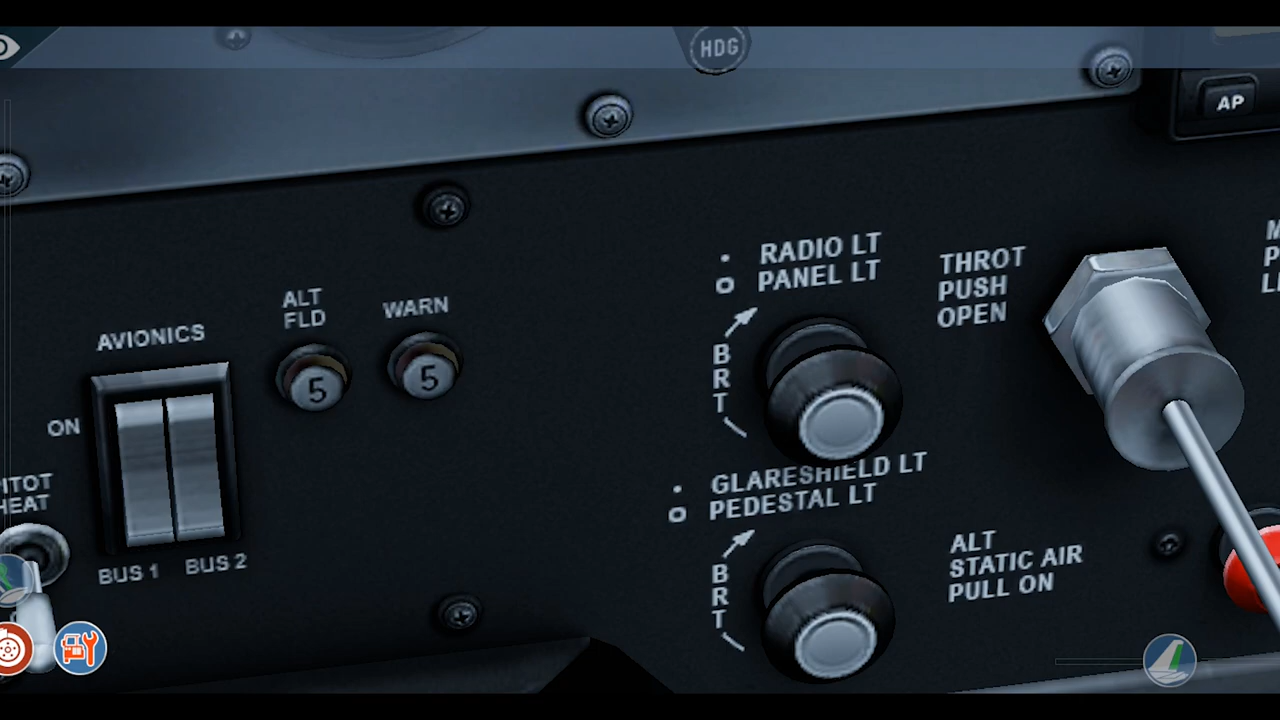 HDG
AP
RADIO LT
PANEL LT
THROT
PUSH
OPEN
ALT
FLD
WARN
AVIONICS
5
5
BRT
ON
GLARESHIELD LT
PEDESTAL LT
HEAT
BUS 1
BUS 2
BRT
ALT
STATIC AIR
PULL ON